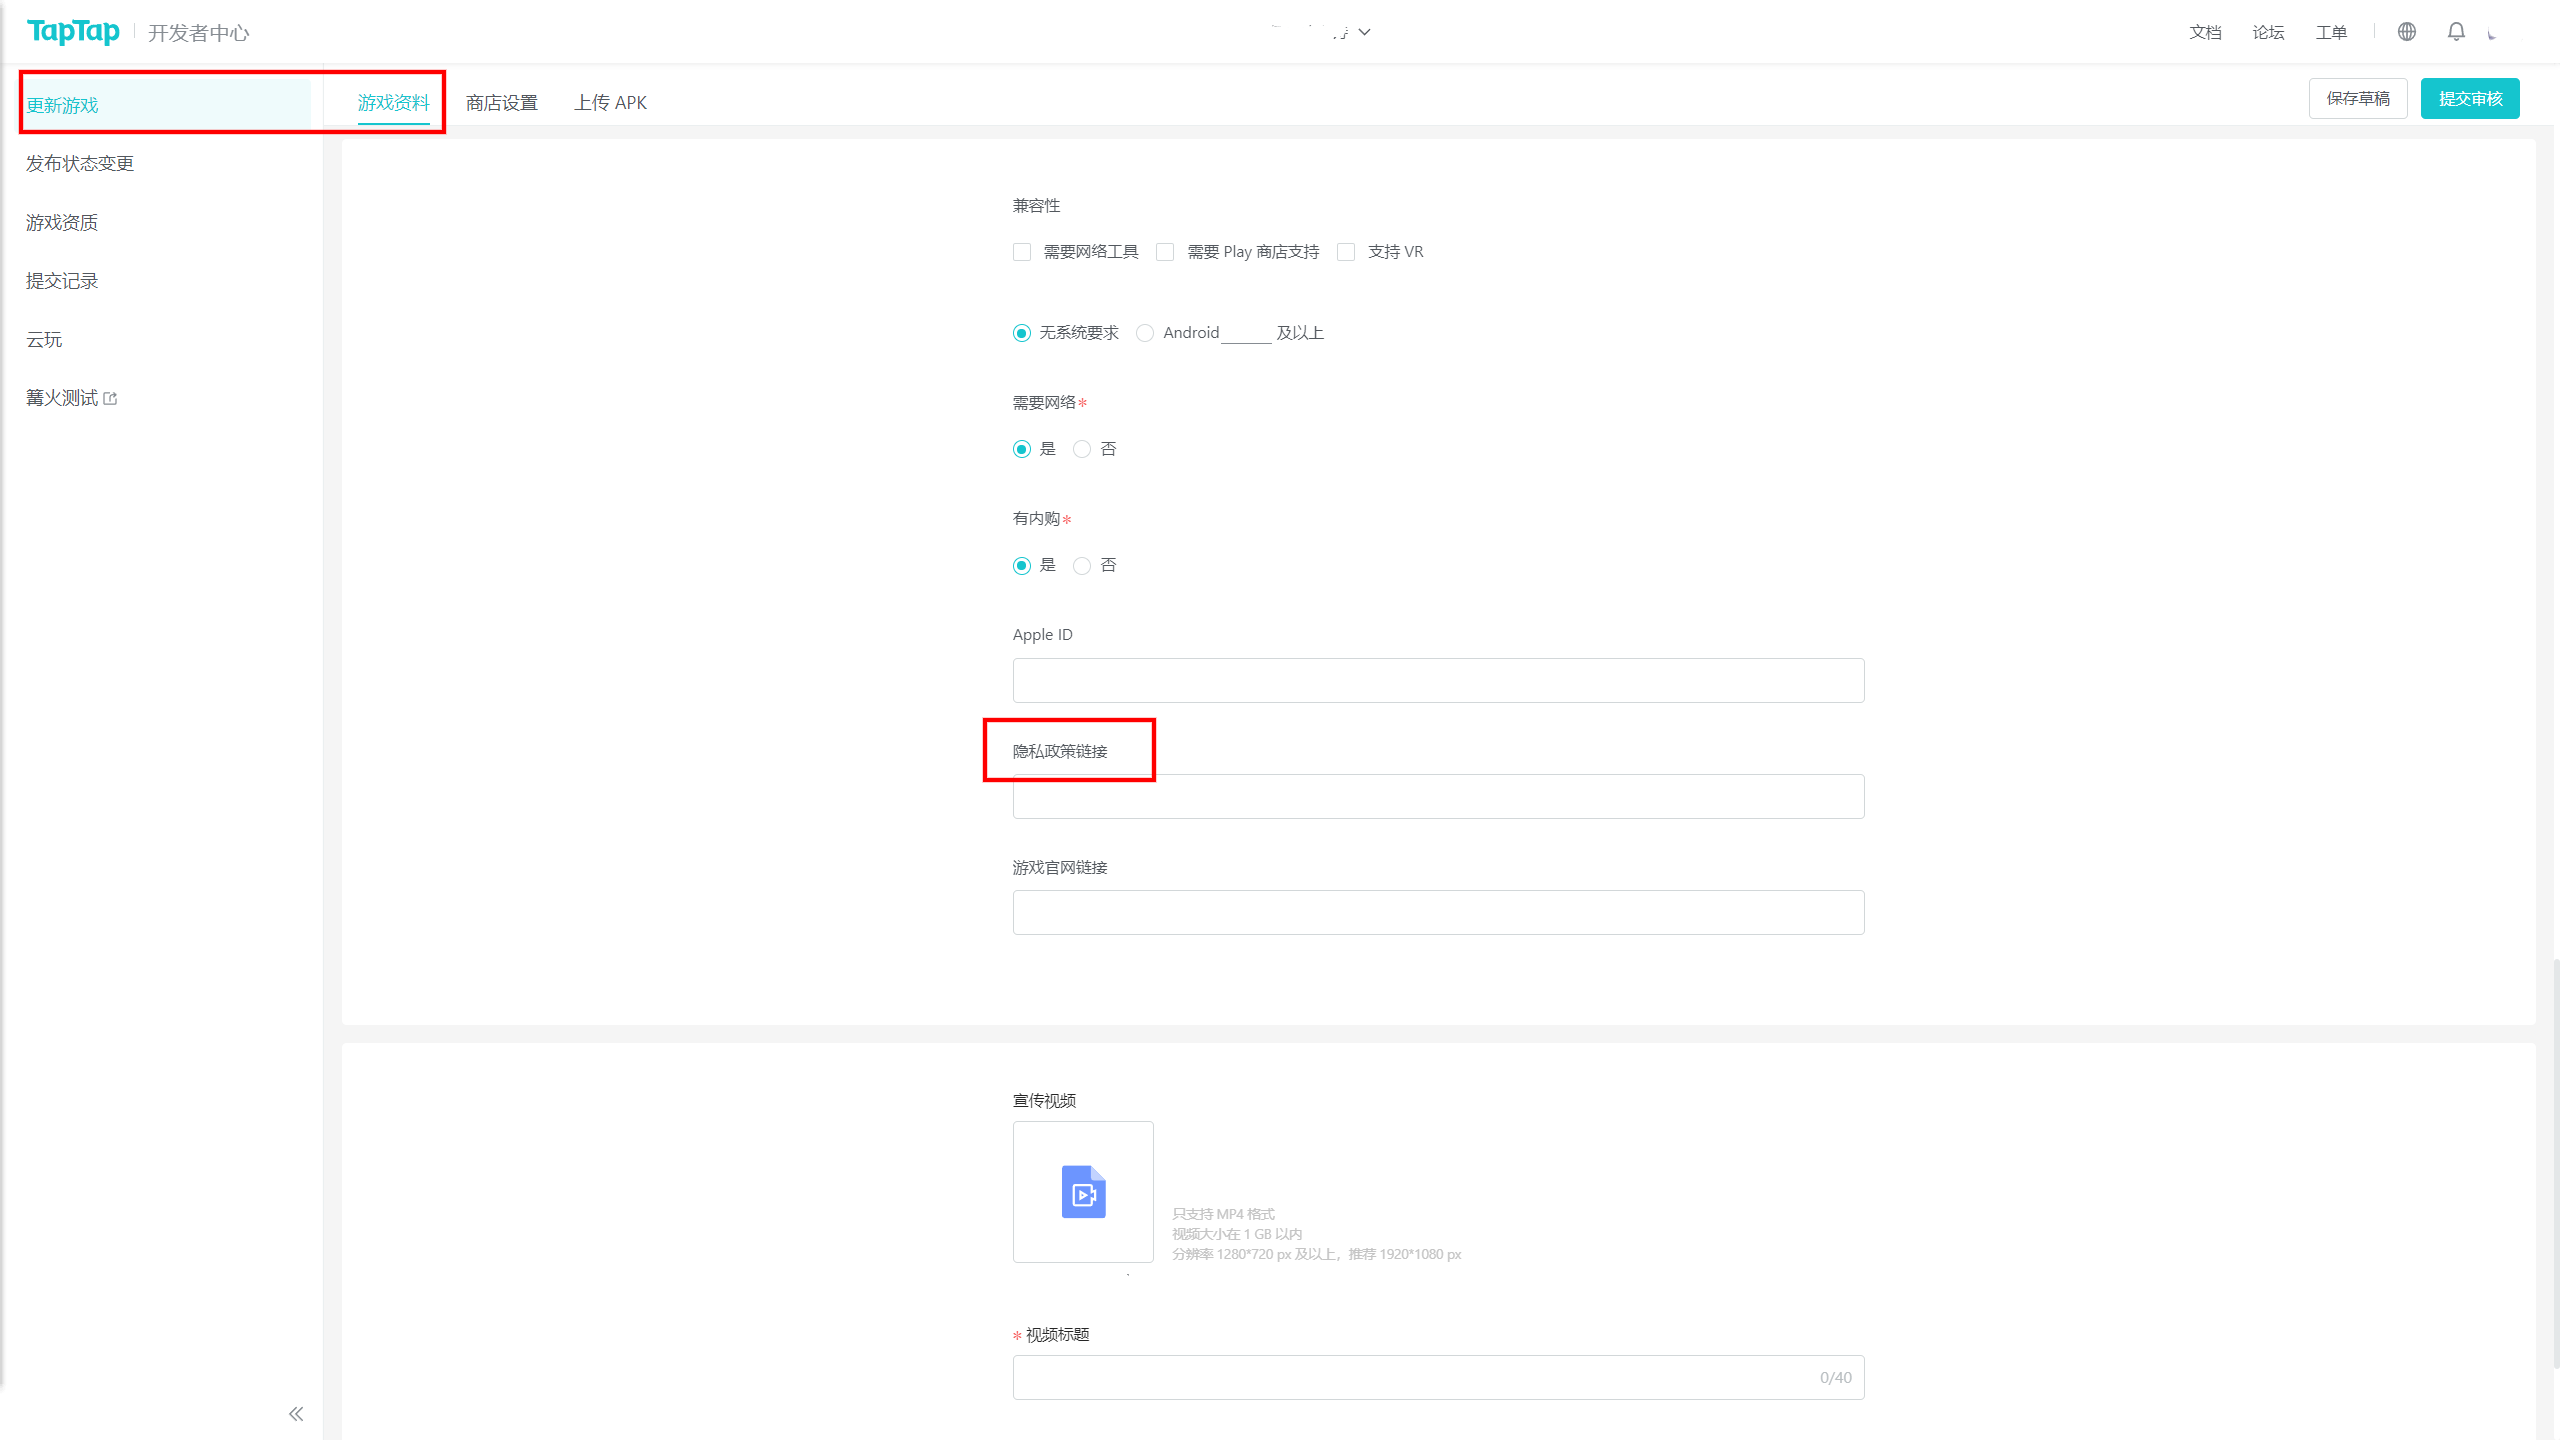 TapTap 开发者中心
文档 论坛 工单
更新游戏
发布状态变更
游戏资质
提交记录
云玩
篝火测试
游戏资料 商店设置 上传 APK
保存草稿 提交审核
兼容性
需要网络工具 需要 Play 商店支持 支持 VR
无系统要求 Android 及以上
需要网络*
是 否
有内购*
是 否
Apple ID
隐私政策链接
游戏官网链接
宣传视频
只支持 MP4 格式
视频大小在 1 GB 以内
分辨率 1280*720 px 及以上，推荐 1920*1080 px
* 视频标题
0/40